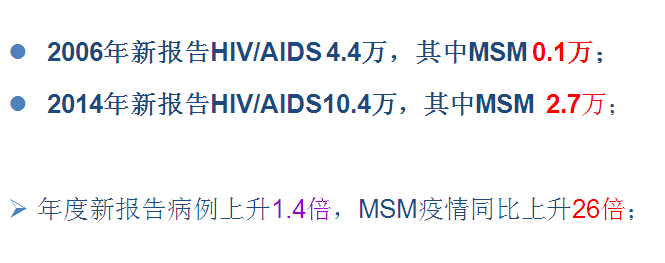 ● 2006年新报告HIV/AIDS 4.4万，其中MSM 0.1万；
● 2014年新报告HIV/AIDS10.4万，其中MSM 2.7万；
➢ 年度新报告病例上升1.4倍，MSM疫情同比上升26倍；